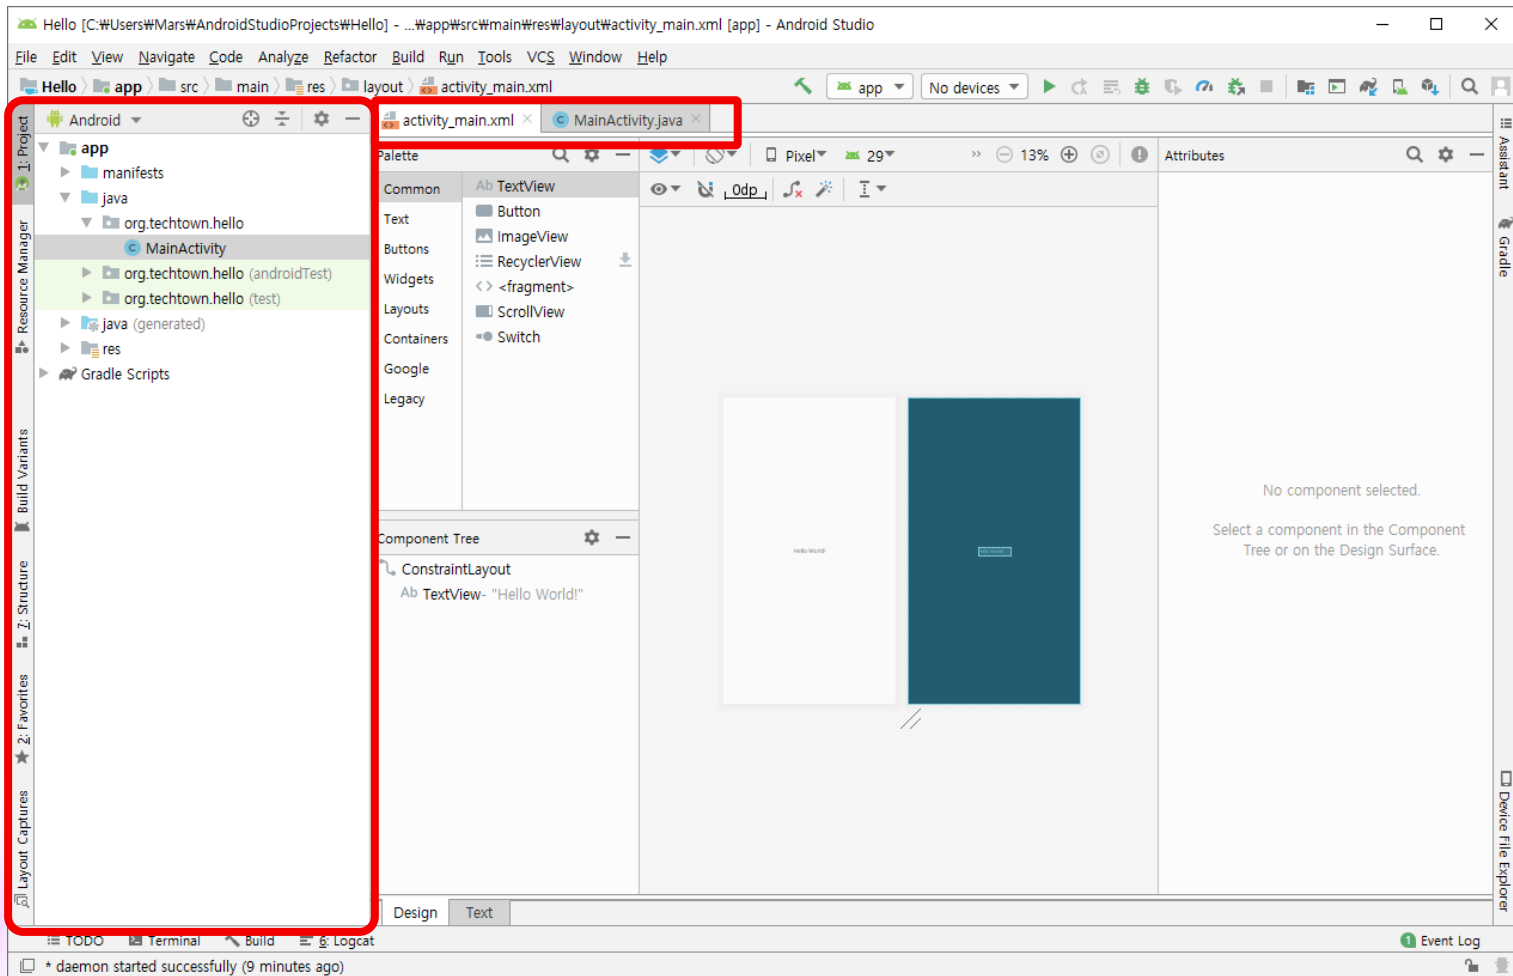 Hello [C:₩Users₩Mars₩AndroidStudioProjects₩Hello] - ...₩app₩src₩main₩res₩layout₩activity_main.xml [app] - Android Studio
File Edit View Navigate Code Analyze Refactor Build Run Tools VCS Window Help
Hello app src main res layout activity_main.xml
app No devices
1: Project
Resource Manager
Build Variants
7: Structure
2: Favorites
Layout Captures
Android
app
manifests
java
org.techtown.hello
MainActivity
org.techtown.hello (androidTest)
org.techtown.hello (test)
java (generated)
res
Gradle Scripts
activity_main.xml MainActivity.java
Palette
Common
Text
Buttons
Widgets
Layouts
Containers
Google
Legacy
Ab TextView
Button
ImageView
RecyclerView
<fragment>
ScrollView
Switch
Component Tree
ConstraintLayout
Ab TextView- "Hello World!"
Pixel 29 » 13%
0dp
Hello World!
Hello World!
Attributes
No component selected.
Select a component in the Component
Tree or on the Design Surface.
Assistant
Gradle
Device File Explorer
Design Text
TODO Terminal Build 6: Logcat
1 Event Log
* daemon started successfully (9 minutes ago)